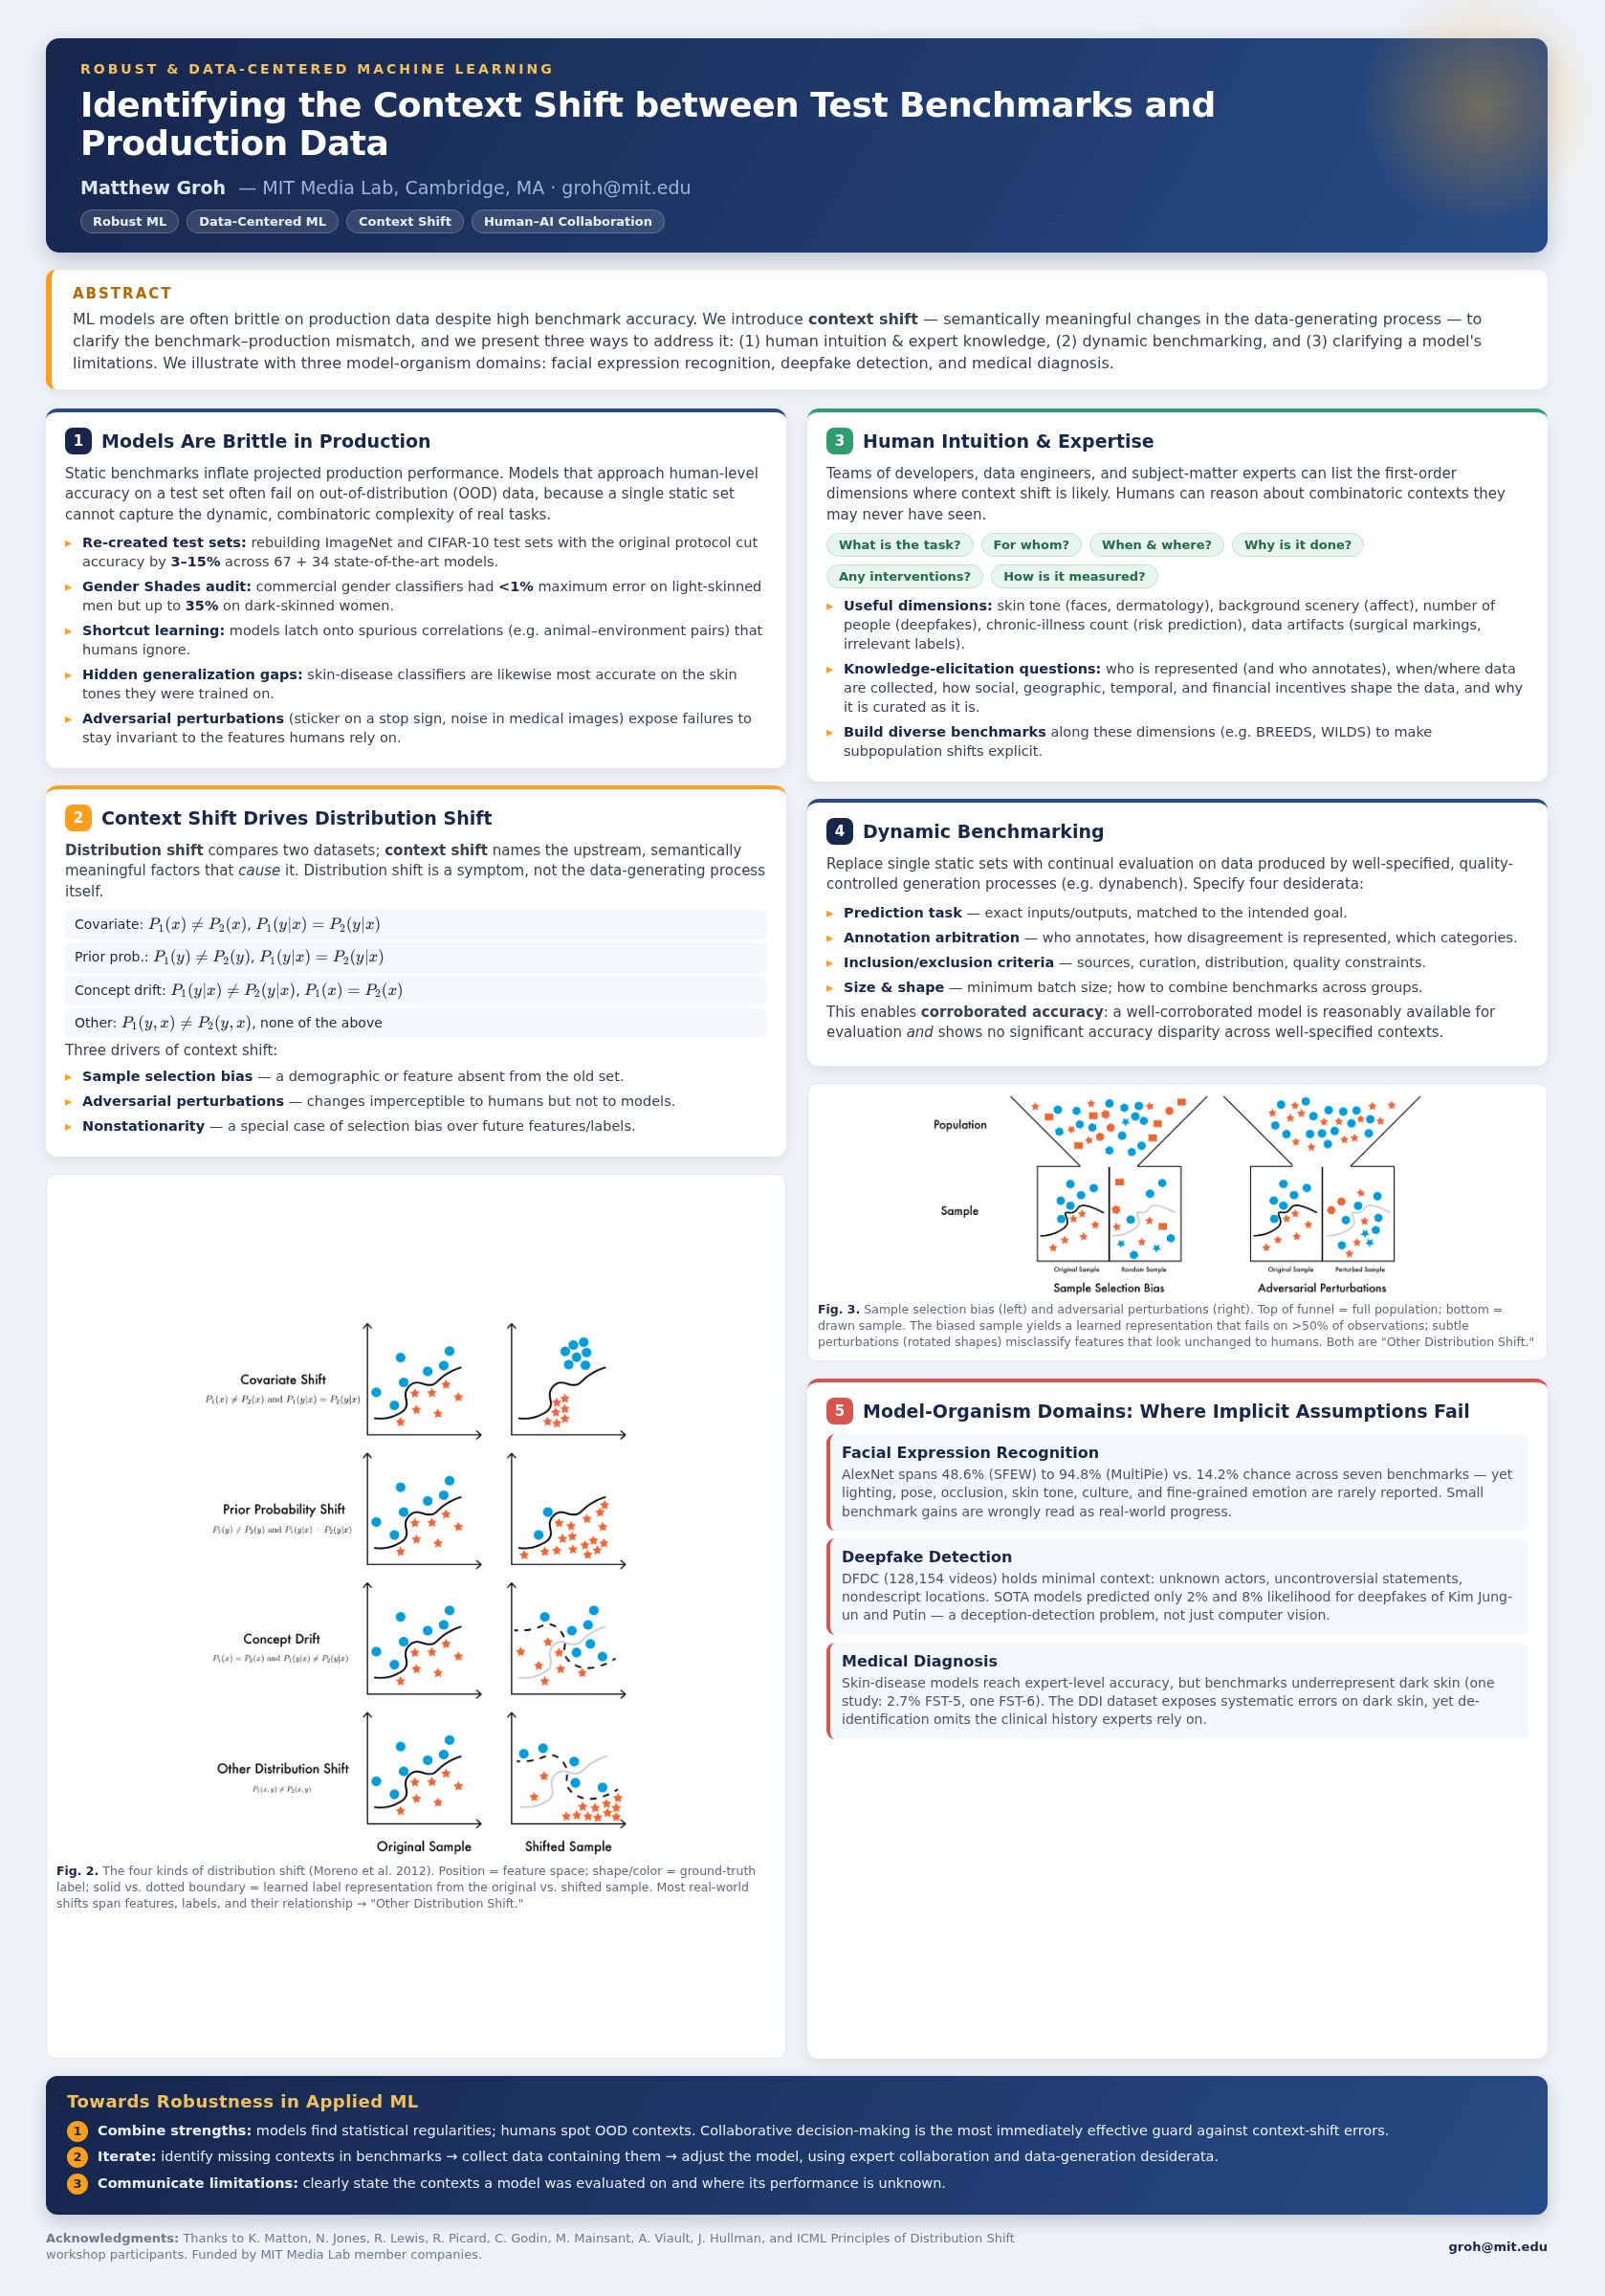 ROBUST & DATA-CENTERED MACHINE LEARNING
Identifying the Context Shift between Test Benchmarks and
Production Data
Matthew Groh — MIT Media Lab, Cambridge, MA · groh@mit.edu
Robust ML
Data-Centered ML
Context Shift
Human–AI Collaboration
ABSTRACT
ML models are often brittle on production data despite high benchmark accuracy. We introduce context shift — semantically meaningful changes in the data-generating process — to
clarify the benchmark–production mismatch, and we present three ways to address it: (1) human intuition & expert knowledge, (2) dynamic benchmarking, and (3) clarifying a model's
limitations. We illustrate with three model-organism domains: facial expression recognition, deepfake detection, and medical diagnosis.
1 Models Are Brittle in Production
Static benchmarks inflate projected production performance. Models that approach human-level
accuracy on a test set often fail on out-of-distribution (OOD) data, because a single static set
cannot capture the dynamic, combinatoric complexity of real tasks.
▸ Re-created test sets: rebuilding ImageNet and CIFAR-10 test sets with the original protocol cut
accuracy by 3–15% across 67 + 34 state-of-the-art models.
▸ Gender Shades audit: commercial gender classifiers had <1% maximum error on light-skinned
men but up to 35% on dark-skinned women.
▸ Shortcut learning: models latch onto spurious correlations (e.g. animal–environment pairs) that
humans ignore.
▸ Hidden generalization gaps: skin-disease classifiers are likewise most accurate on the skin
tones they were trained on.
▸ Adversarial perturbations (sticker on a stop sign, noise in medical images) expose failures to
stay invariant to the features humans rely on.
2 Context Shift Drives Distribution Shift
Distribution shift compares two datasets; context shift names the upstream, semantically
meaningful factors that cause it. Distribution shift is a symptom, not the data-generating process
itself.
Covariate: P₁(x) ≠ P₂(x), P₁(y|x) = P₂(y|x)
Prior prob.: P₁(y) ≠ P₂(y), P₁(y|x) = P₂(y|x)
Concept drift: P₁(y|x) ≠ P₂(y|x), P₁(x) = P₂(x)
Other: P₁(y, x) ≠ P₂(y, x), none of the above
Three drivers of context shift:
▸ Sample selection bias — a demographic or feature absent from the old set.
▸ Adversarial perturbations — changes imperceptible to humans but not to models.
▸ Nonstationarity — a special case of selection bias over future features/labels.
Covariate Shift
P₁(x) ≠ P₂(x) and P₁(y|x) = P₂(y|x)
Prior Probability Shift
P₁(y) ≠ P₂(y) and P₁(y|x) = P₂(y|x)
Concept Drift
P₁(x) = P₂(x) and P₁(y|x) ≠ P₂(y|x)
Other Distribution Shift
P₁(x, y) ≠ P₂(x, y)
Original Sample
Shifted Sample
Fig. 2. The four kinds of distribution shift (Moreno et al. 2012). Position = feature space; shape/color = ground-truth
label; solid vs. dotted boundary = learned label representation from the original vs. shifted sample. Most real-world
shifts span features, labels, and their relationship → "Other Distribution Shift."
3 Human Intuition & Expertise
Teams of developers, data engineers, and subject-matter experts can list the first-order
dimensions where context shift is likely. Humans can reason about combinatoric contexts they
may never have seen.
What is the task?
For whom?
When & where?
Why is it done?
Any interventions?
How is it measured?
▸ Useful dimensions: skin tone (faces, dermatology), background scenery (affect), number of
people (deepfakes), chronic-illness count (risk prediction), data artifacts (surgical markings,
irrelevant labels).
▸ Knowledge-elicitation questions: who is represented (and who annotates), when/where data
are collected, how social, geographic, temporal, and financial incentives shape the data, and why
it is curated as it is.
▸ Build diverse benchmarks along these dimensions (e.g. BREEDS, WILDS) to make
subpopulation shifts explicit.
4 Dynamic Benchmarking
Replace single static sets with continual evaluation on data produced by well-specified, quality-
controlled generation processes (e.g. dynabench). Specify four desiderata:
▸ Prediction task — exact inputs/outputs, matched to the intended goal.
▸ Annotation arbitration — who annotates, how disagreement is represented, which categories.
▸ Inclusion/exclusion criteria — sources, curation, distribution, quality constraints.
▸ Size & shape — minimum batch size; how to combine benchmarks across groups.
This enables corroborated accuracy: a well-corroborated model is reasonably available for
evaluation and shows no significant accuracy disparity across well-specified contexts.
Population
Sample
Original Sample
Random Sample
Original Sample
Perturbed Sample
Sample Selection Bias
Adversarial Perturbations
Fig. 3. Sample selection bias (left) and adversarial perturbations (right). Top of funnel = full population; bottom =
drawn sample. The biased sample yields a learned representation that fails on >50% of observations; subtle
perturbations (rotated shapes) misclassify features that look unchanged to humans. Both are "Other Distribution Shift."
5 Model-Organism Domains: Where Implicit Assumptions Fail
Facial Expression Recognition
AlexNet spans 48.6% (SFEW) to 94.8% (MultiPie) vs. 14.2% chance across seven benchmarks — yet
lighting, pose, occlusion, skin tone, culture, and fine-grained emotion are rarely reported. Small
benchmark gains are wrongly read as real-world progress.
Deepfake Detection
DFDC (128,154 videos) holds minimal context: unknown actors, uncontroversial statements,
nondescript locations. SOTA models predicted only 2% and 8% likelihood for deepfakes of Kim Jung-
un and Putin — a deception-detection problem, not just computer vision.
Medical Diagnosis
Skin-disease models reach expert-level accuracy, but benchmarks underrepresent dark skin (one
study: 2.7% FST-5, one FST-6). The DDI dataset exposes systematic errors on dark skin, yet de-
identification omits the clinical history experts rely on.
Towards Robustness in Applied ML
1 Combine strengths: models find statistical regularities; humans spot OOD contexts. Collaborative decision-making is the most immediately effective guard against context-shift errors.
2 Iterate: identify missing contexts in benchmarks → collect data containing them → adjust the model, using expert collaboration and data-generation desiderata.
3 Communicate limitations: clearly state the contexts a model was evaluated on and where its performance is unknown.
Acknowledgments: Thanks to K. Matton, N. Jones, R. Lewis, R. Picard, C. Godin, M. Mainsant, A. Viault, J. Hullman, and ICML Principles of Distribution Shift
workshop participants. Funded by MIT Media Lab member companies.
groh@mit.edu